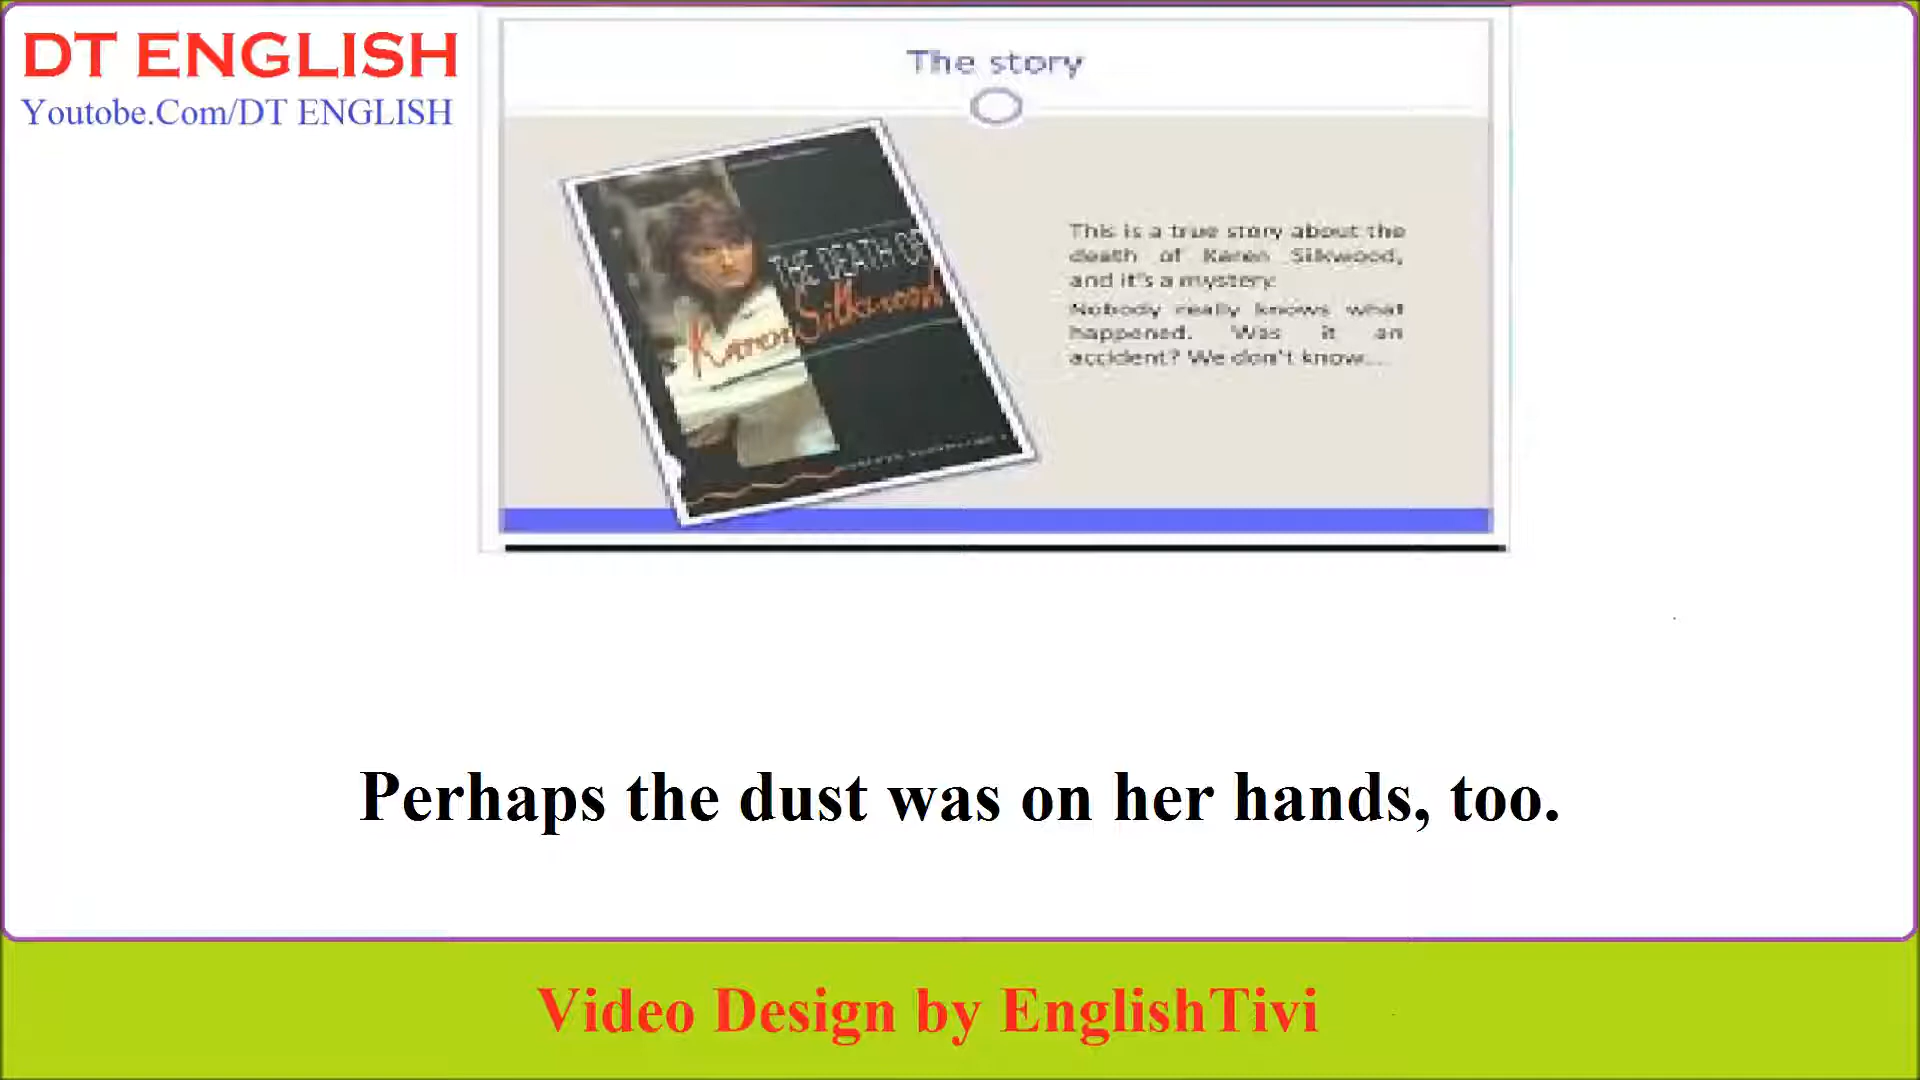 DT ENGLISH
Youtobe.Com/DT ENGLISH
The story
THE DEATH OF
Karen Silkwood
This is a true story about the
death of Karen Silkwood,
and it's a mystery.
Nobody really knows what
happened. Was it an
accident? We don't know...
Perhaps the dust was on her hands, too.
Video Design by EnglishTivi